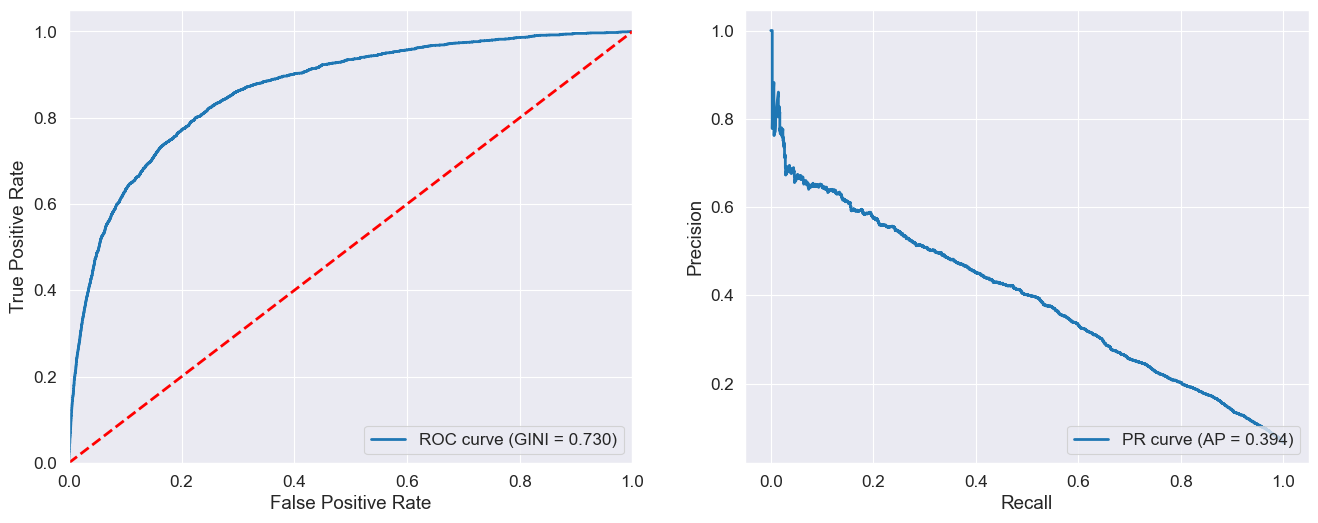 1.0
0.8
0.6
0.4
0.2
0.0
True Positive Rate
0.0 0.2 0.4 0.6 0.8 1.0
False Positive Rate
ROC curve (GINI = 0.730)
1.0
0.8
0.6
0.4
0.2
Precision
0.0 0.2 0.4 0.6 0.8 1.0
Recall
PR curve (AP = 0.394)